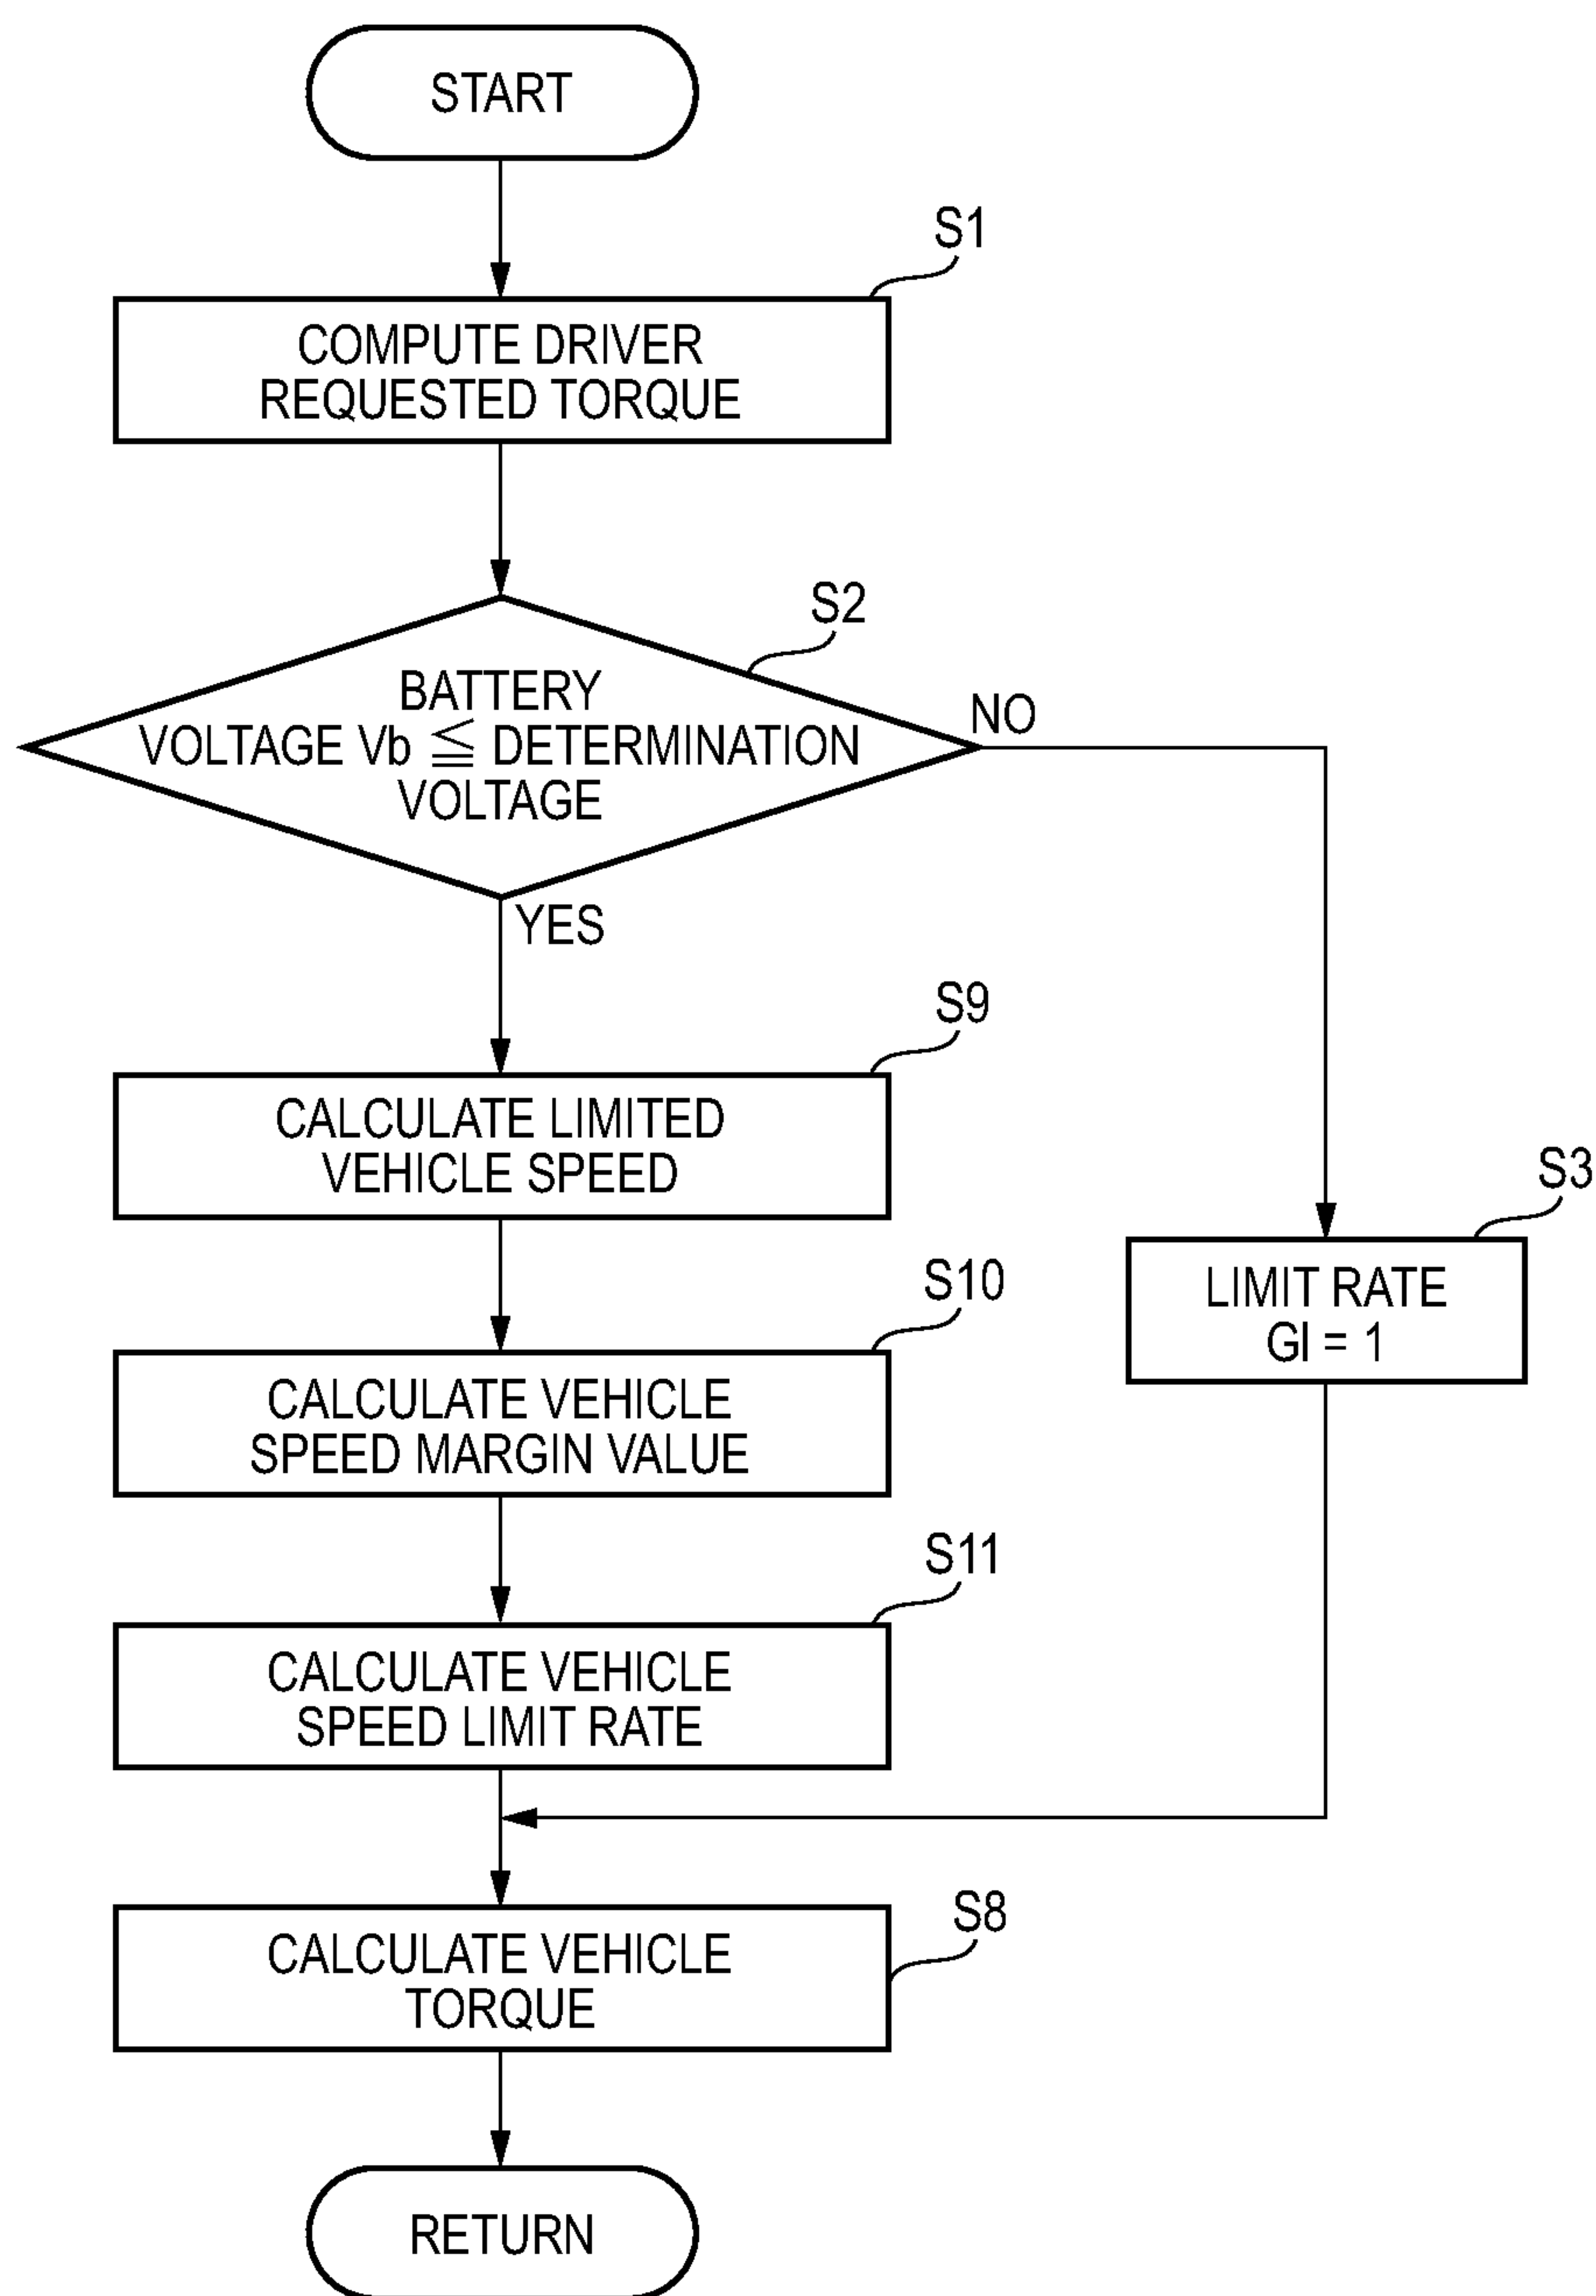 START
S1
COMPUTE DRIVER
REQUESTED TORQUE
S2
BATTERY
VOLTAGE Vb ≦ DETERMINATION
VOLTAGE
NO
YES
S9
CALCULATE LIMITED
VEHICLE SPEED
S3
LIMIT RATE
Gl = 1
S10
CALCULATE VEHICLE
SPEED MARGIN VALUE
S11
CALCULATE VEHICLE
SPEED LIMIT RATE
S8
CALCULATE VEHICLE
TORQUE
RETURN